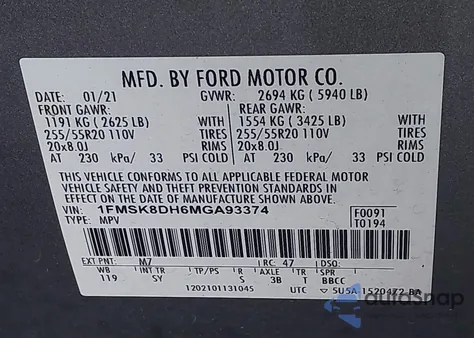 MFD. BY FORD MOTOR CO.
DATE: 01/21 GVWR: 2694 KG ( 5940 LB)
FRONT GAWR: REAR GAWR:
1191 KG ( 2625 LB) WITH 1554 KG ( 3425 LB) WITH
255/55R20 110V TIRES 255/55R20 110V TIRES
20x8.0J RIMS 20x8.0J RIMS
AT 230 kPa/ 33 PSI COLD AT 230 kPa/ 33 PSI COLD
THIS VEHICLE CONFORMS TO ALL APPLICABLE FEDERAL MOTOR
VEHICLE SAFETY AND THEFT PREVENTION STANDARDS IN EFFECT
ON THE DATE OF MANUFACTURE SHOWN ABOVE.
VIN: 1FMSK8DH6MGA93374 F0091
TYPE: MPV T0194
EXT PNT: M7 RC: 47 DSO:
WB INT TR TP/PS R AXLE TR SPR
119 SY S 3B T BBCC
120210113045 UTC ▽ 5U5A-1520472-BA
autoSnap